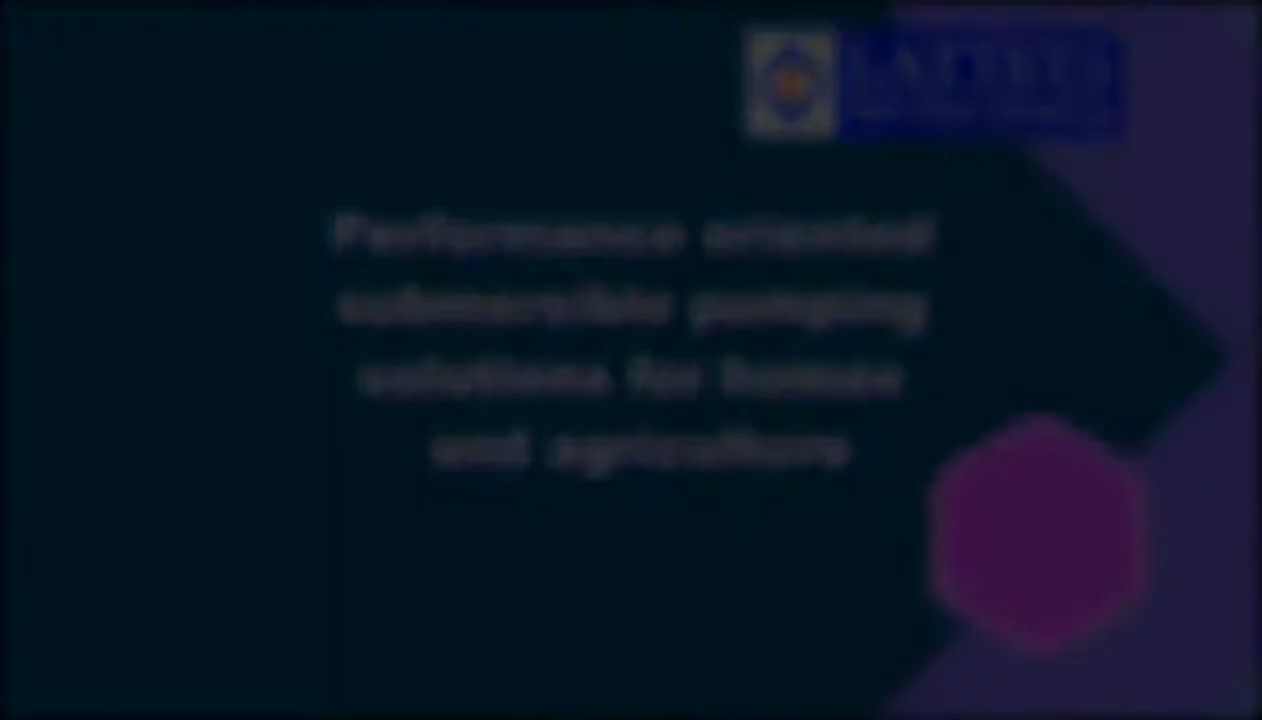 Performance oriented
submersible pumping
solutions for homes
and agriculture